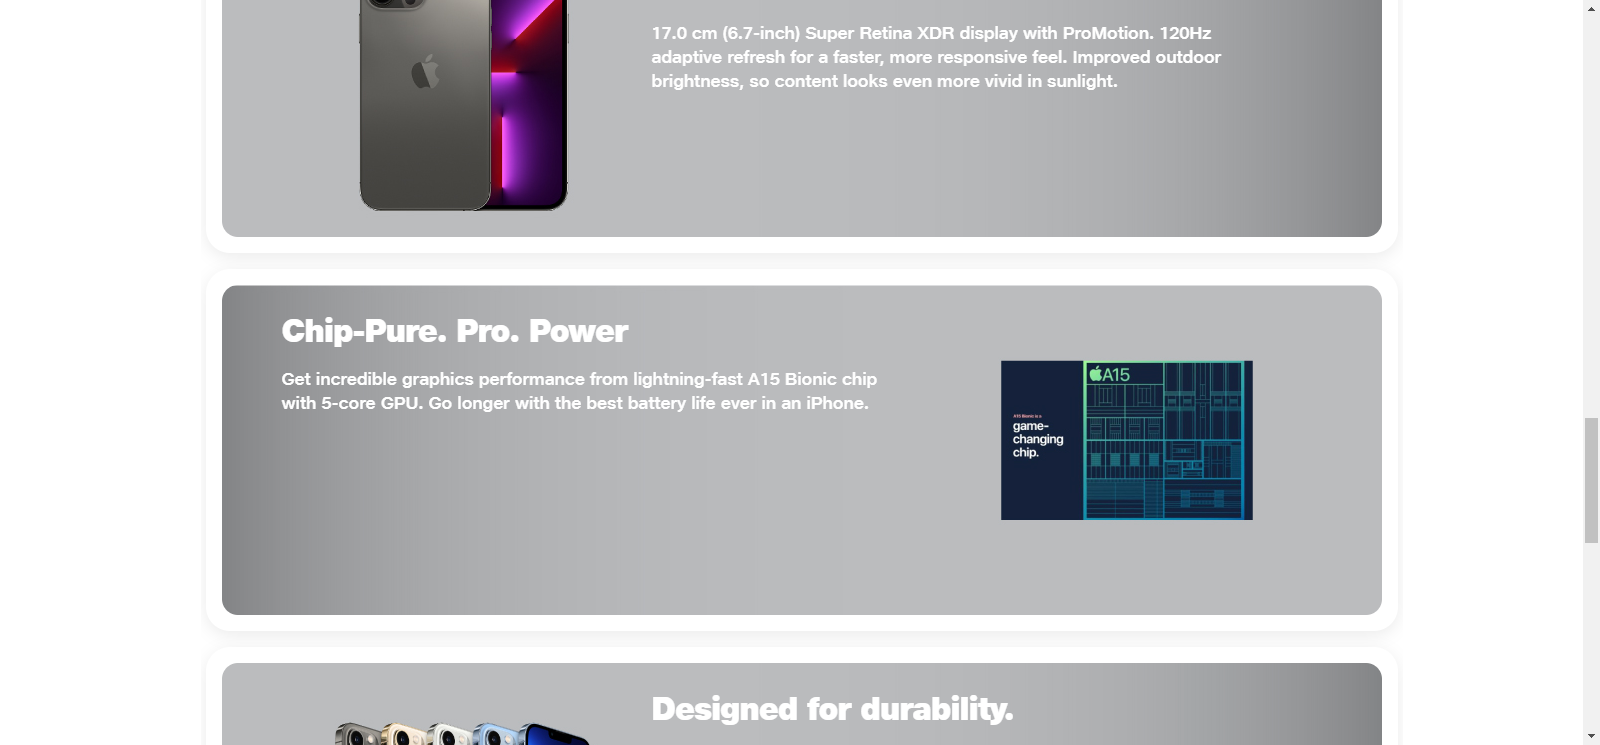 17.0 cm (6.7-inch) Super Retina XDR display with ProMotion. 120Hz
adaptive refresh for a faster, more responsive feel. Improved outdoor
brightness, so content looks even more vivid in sunlight.
Chip-Pure. Pro. Power
Get incredible graphics performance from lightning-fast A15 Bionic chip
with 5-core GPU. Go longer with the best battery life ever in an iPhone.
A15
A15 Bionic is a
game-
changing
chip.
Designed for durability.